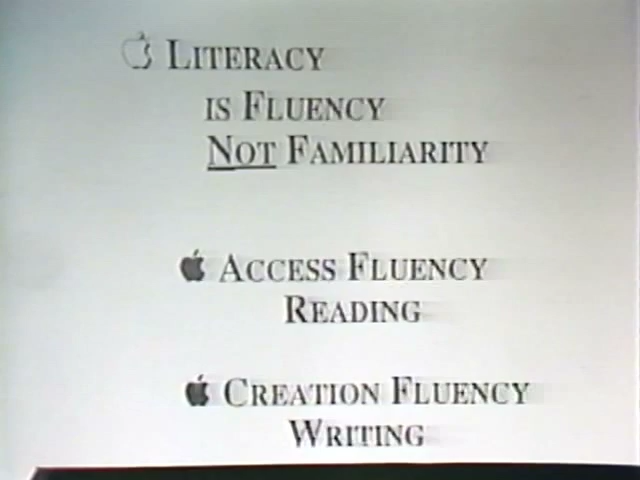 LITERACY
IS FLUENCY
NOT FAMILIARITY
ACCESS FLUENCY
READING
CREATION FLUENCY
WRITING